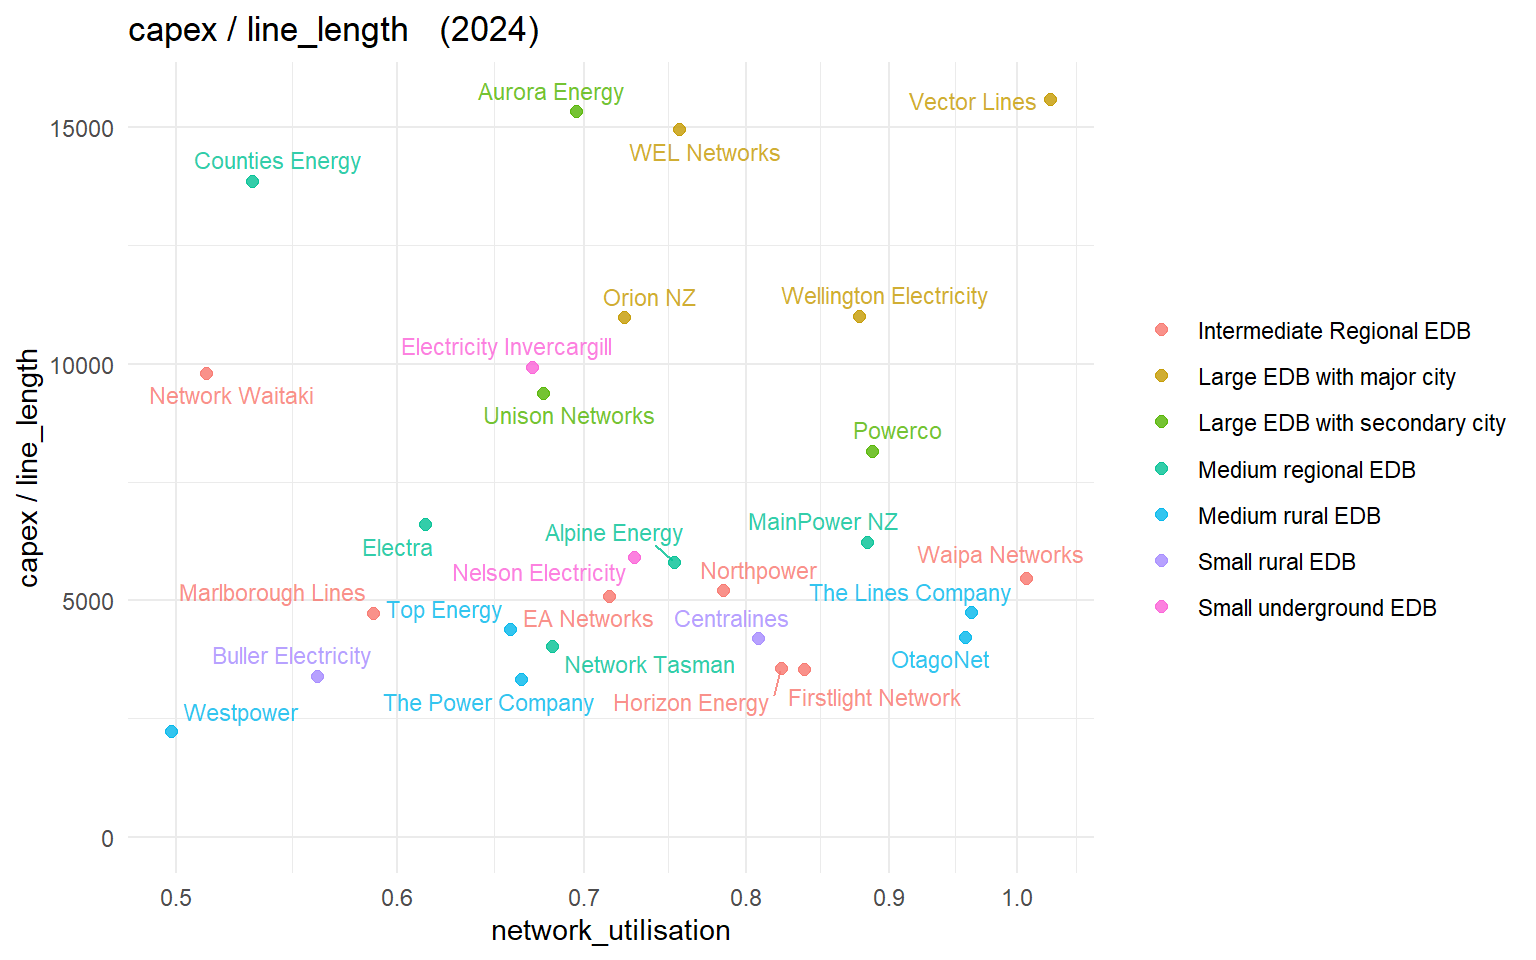 capex / line_length (2024)
capex / line_length
15000
10000
5000
0
Aurora Energy
Vector Lines
WEL Networks
Counties Energy
Orion NZ
Wellington Electricity
Electricity Invercargill
Network Waitaki
Unison Networks
Powerco
MainPower NZ
Alpine Energy
Electra
Waipa Networks
Nelson Electricity
Northpower
Marlborough Lines
The Lines Company
Top Energy
EA Networks
Centralines
Buller Electricity
Network Tasman
OtagoNet
The Power Company
Horizon Energy
Firstlight Network
Westpower
0.5
0.6
0.7
0.8
0.9
1.0
network_utilisation
Intermediate Regional EDB
Large EDB with major city
Large EDB with secondary city
Medium regional EDB
Medium rural EDB
Small rural EDB
Small underground EDB